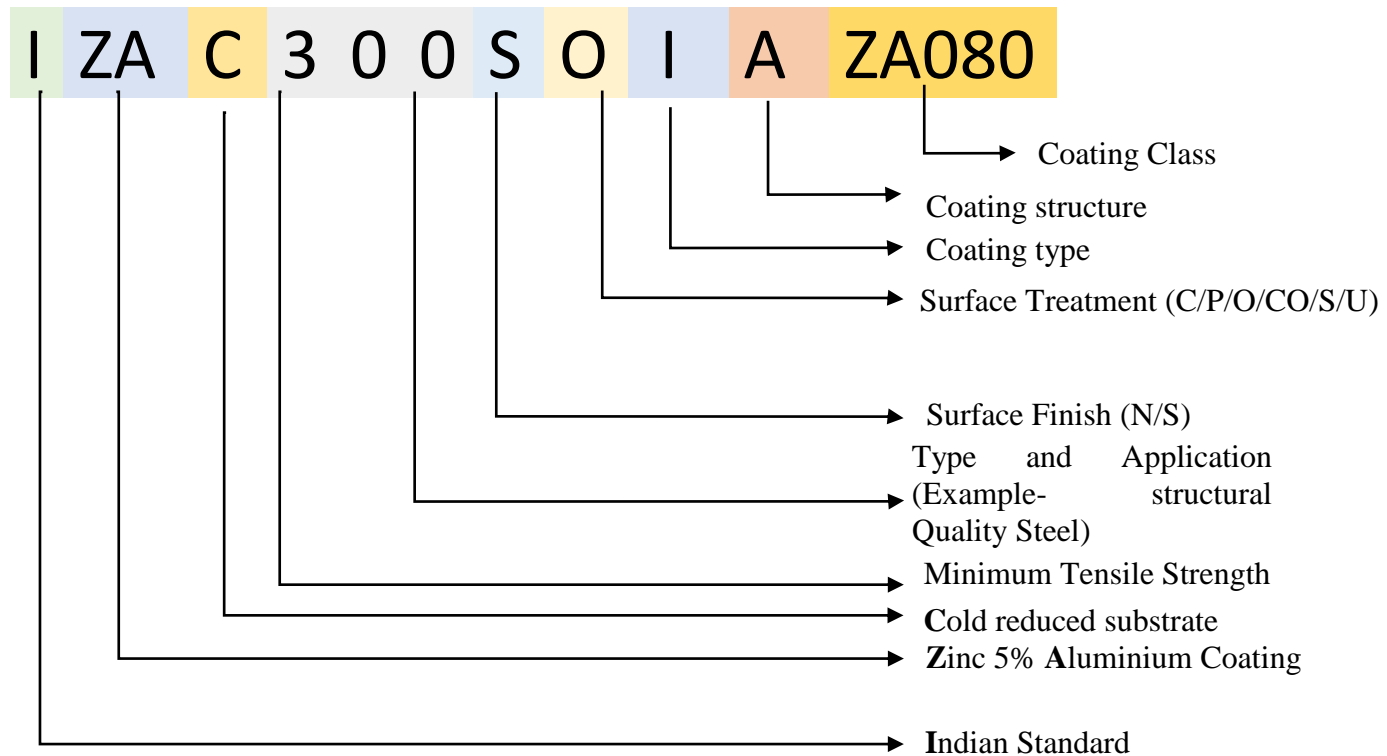 I ZA C 3 0 0 S O I A ZA080
Coating Class
Coating structure
Coating type
Surface Treatment (C/P/O/CO/S/U)
Surface Finish (N/S)
Type and Application
(Example- structural
Quality Steel)
Minimum Tensile Strength
Cold reduced substrate
Zinc 5% Aluminium Coating
Indian Standard